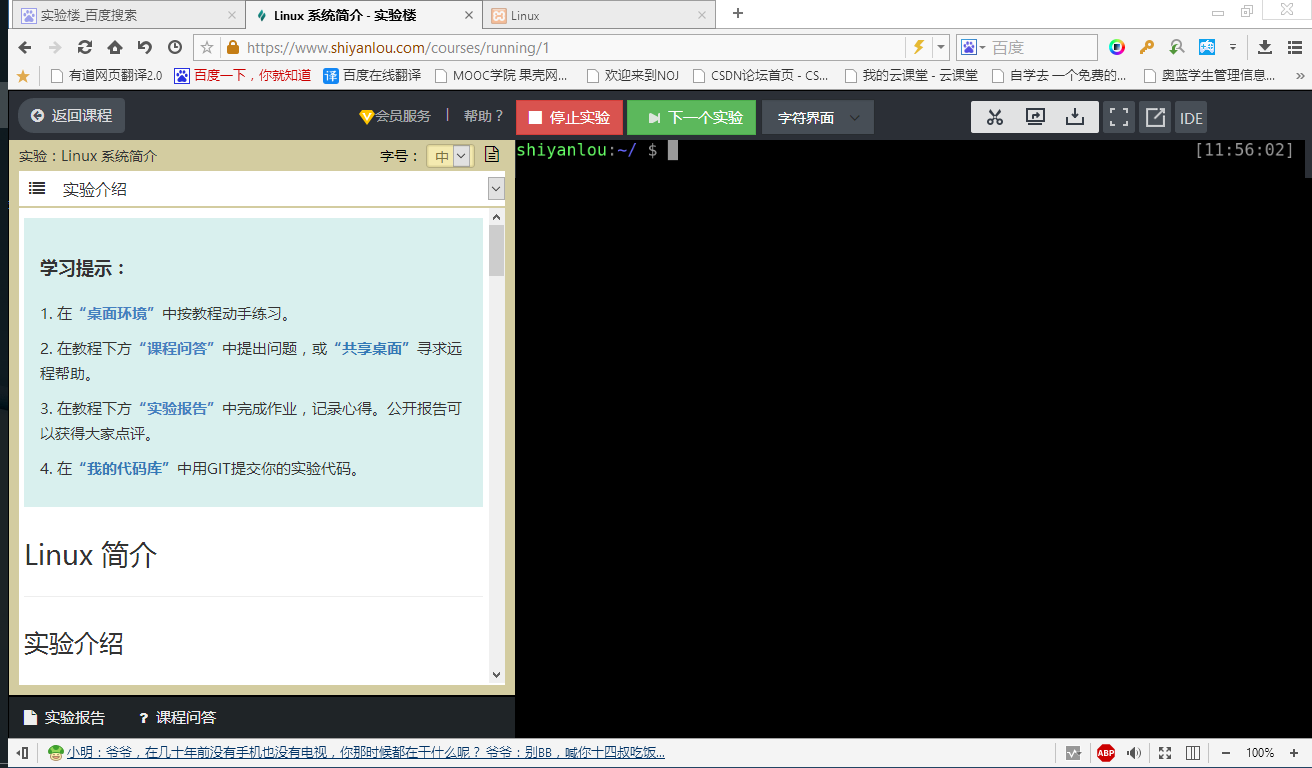 实验楼_百度搜索
Linux 系统简介 - 实验楼
Linux
https://www.shiyanlou.com/courses/running/1
百度
有道网页翻译2.0
百度一下，你就知道
译
百度在线翻译
MOOC学院 果壳网...
欢迎来到NOJ
CSDN论坛首页 - CS...
我的云课堂 - 云课堂
自学去 一个免费的...
奥蓝学生管理信息...
返回课程
会员服务
帮助？
停止实验
下一个实验
字符界面
IDE
实验：Linux 系统简介
字号：
中
shiyanlou:~/ $
[11:56:02]
实验介绍
学习提示：
1. 在“桌面环境”中按教程动手练习。
2. 在教程下方“课程问答”中提出问题，或“共享桌面”寻求远
程帮助。
3. 在教程下方“实验报告”中完成作业，记录心得。公开报告可
以获得大家点评。
4. 在“我的代码库”中用GIT提交你的实验代码。
Linux 简介
实验介绍
实验报告
? 课程问答
小明：爷爷，在几十年前没有手机也没有电视，你那时候都在干什么呢？ 爷爷：别BB，喊你十四叔吃饭...
ABP
100%